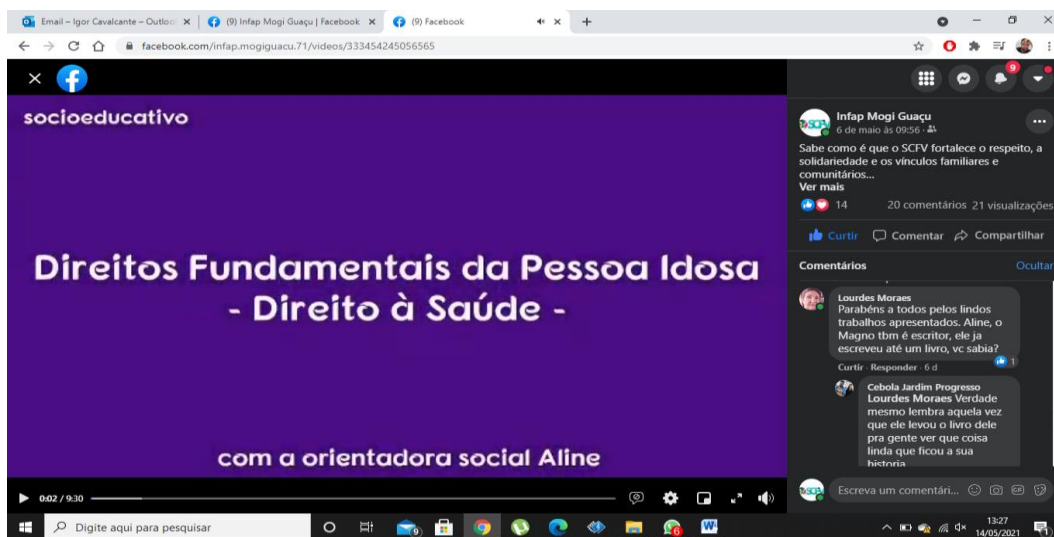 Email – Igor Cavalcante – Outloo
(9) Infap Mogi Guaçu | Facebook
(9) Facebook
facebook.com/infap.mogiguacu.71/videos/333454245056565
socioeducativo
Direitos Fundamentais da Pessoa Idosa
- Direito à Saúde -
com a orientadora social Aline
0:02 / 9:30
9
Infap Mogi Guaçu
6 de maio às 09:56 ·
Sabe como é que o SCFV fortalece o respeito, a
solidariedade e os vínculos familiares e
comunitários...
Ver mais
14
20 comentários 21 visualizações
Curtir Comentar Compartilhar
Comentários
Ocultar
Lourdes Moraes
Parabéns a todos pelos lindos
trabalhos apresentados. Aline, o
Magno tbm é escritor, ele ja
escreveu até um livro, vc sabia?
1
Curtir · Responder · 6 d
Cebola Jardim Progresso
Lourdes Moraes Verdade
mesmo lembra aquela vez
que ele levou o livro dele
pra gente ver que coisa
linda que ficou a sua
historia
Escreva um comentári...
GIF
Digite aqui para pesquisar
13:27
14/05/2021